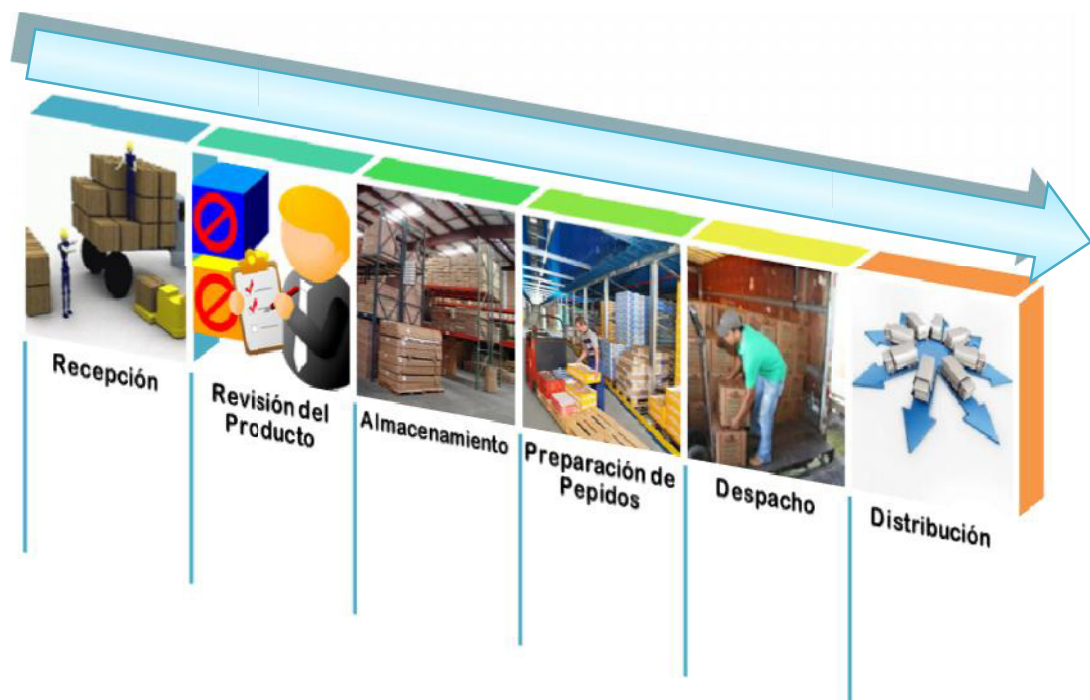 Recepción
Revisión del
Producto
Almacenamiento
Preparación de
Pepidos
Despacho
Distribución